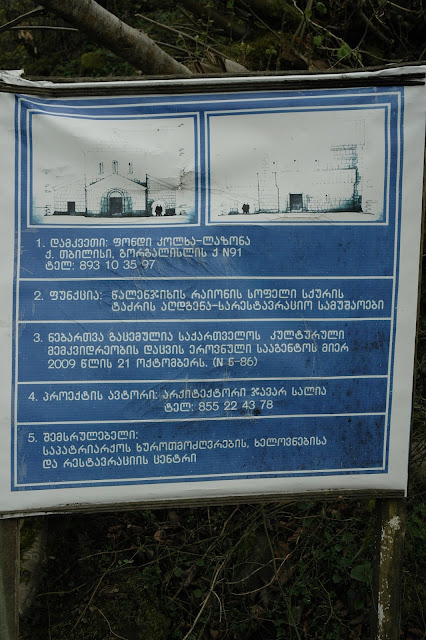 1. დამკვეთი: ფონდი კოლხა-ლაზონა
ქ. თბილისი, გორგასლის ქ N91
ტელ: 893 10 35 97
2. ფუნქცია: წალენჯიხის რაიონის სოფელი სქურის
ტაძრის აღდგენა-სარესტავრაციო სამუშაოები
3. ნებართვა გაცემულია საქართველოს კულტურული
მემკვიდრეობის დაცვის ეროვნული სააგენტოს მიერ
2009 წლის 21 ოქტომბერს. (N 5-86)
4. პროექტის ავტორი: არქიტექტორი ჯავარ სალია
ტელ: 855 22 43 78
5. შემსრულებელი:
საპატრიარქოს ხუროთმოძღვრების, ხელოვნებისა
და რესტავრაციის ცენტრი